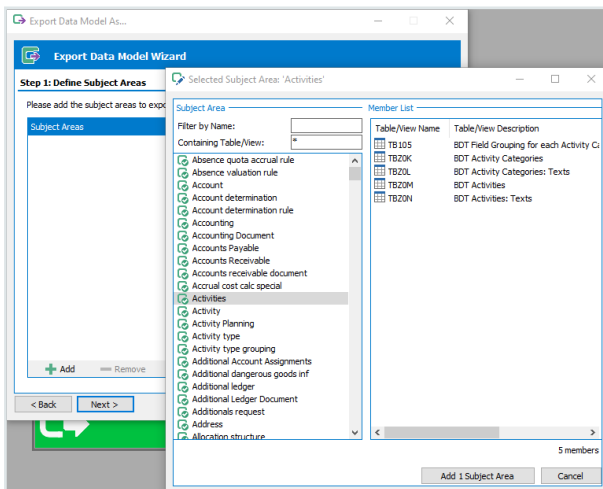 Export Data Model As...
Export Data Model Wizard
Step 1: Define Subject Areas
Please add the subject areas to expo
Subject Areas
Add
Remove
< Back
Next >
Selected Subject Area: 'Activities'
Subject Area
Filter by Name:
Containing Table/View:
*
Absence quota accrual rule
Absence valuation rule
Account
Account determination
Account determination rule
Accounting
Accounting Document
Accounts Payable
Accounts Receivable
Accounts receivable document
Accrual cost calc special
Activities
Activity
Activity Planning
Activity type
Activity type grouping
Additional Account Assignments
Additional dangerous goods inf
Additional ledger
Additional Ledger Document
Additionals request
Address
Allocation structure
Member List
Table/View Name Table/View Description
TB105 BDT Field Grouping for each Activity Ca
TBZ0K BDT Activity Categories
TBZ0L BDT Activity Categories: Texts
TBZ0M BDT Activities
TBZ0N BDT Activities: Texts
5 members
Add 1 Subject Area
Cancel